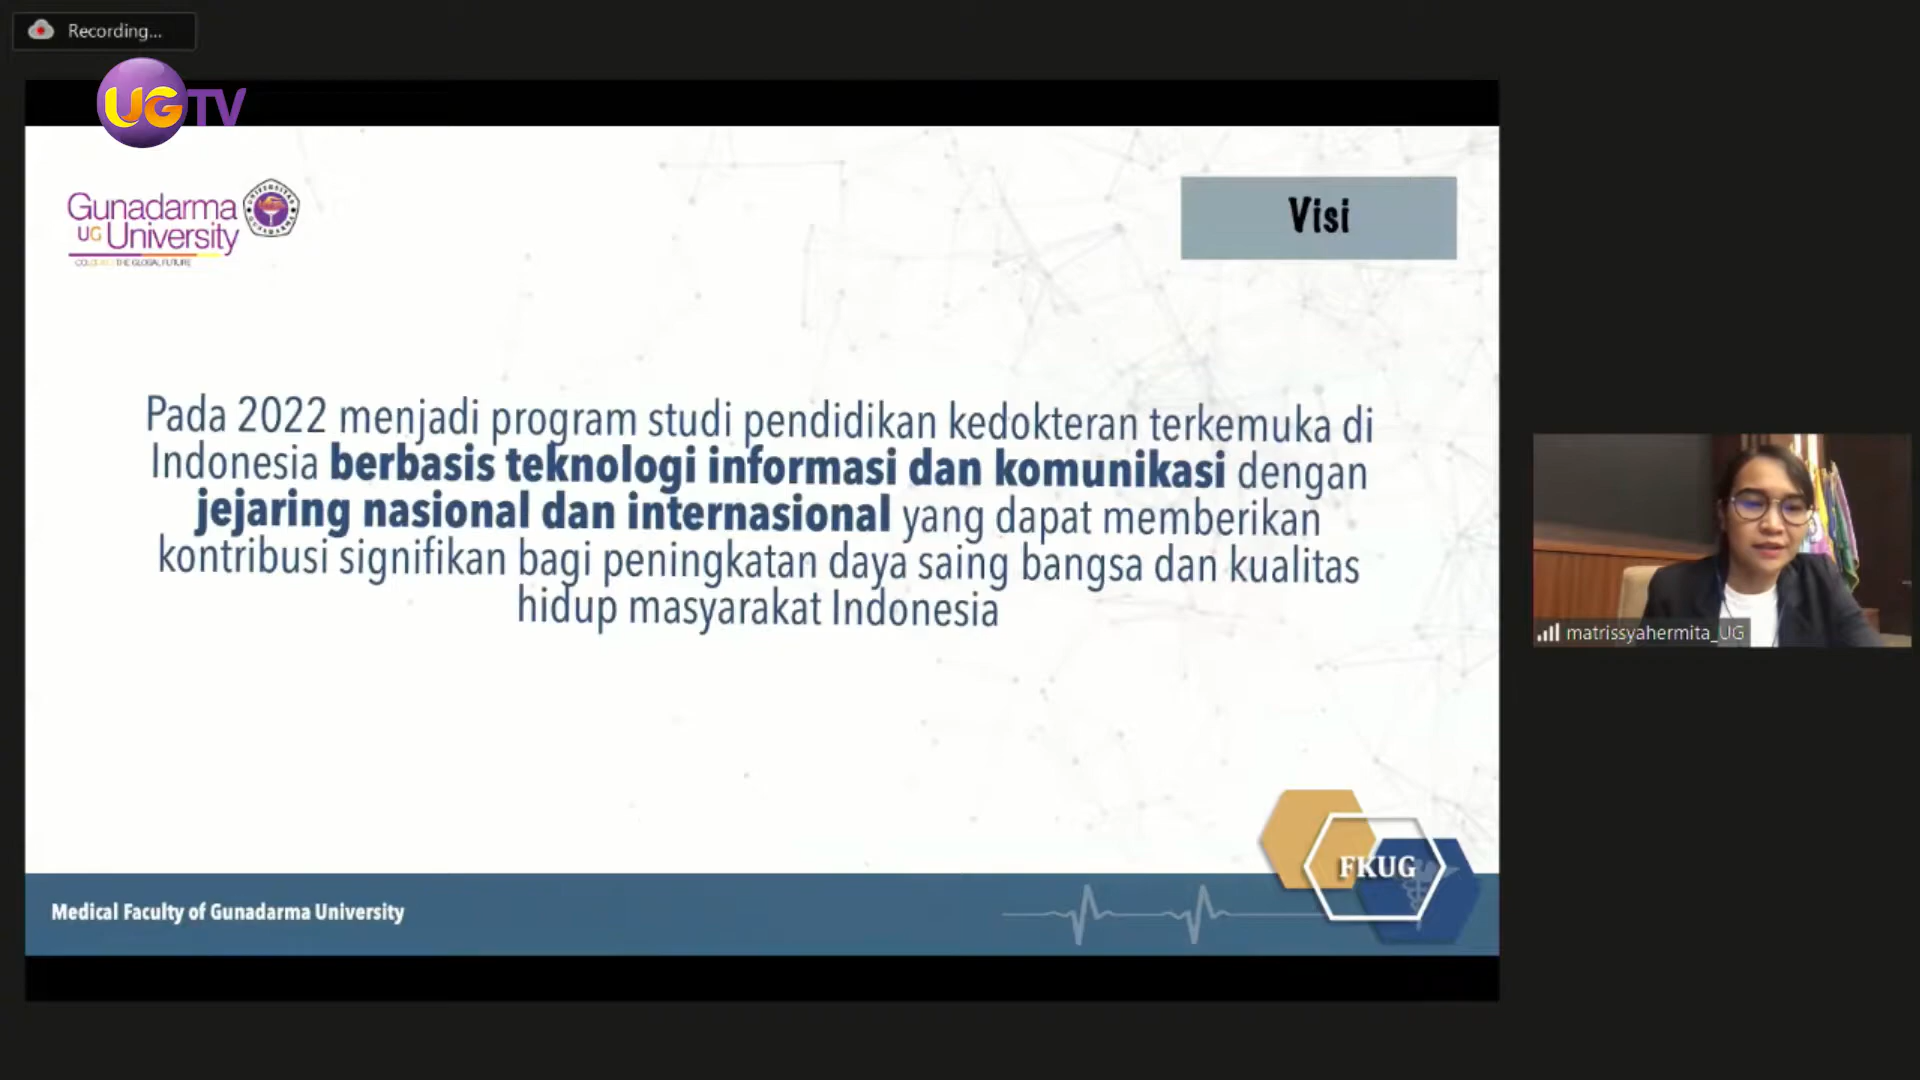 Recording...
UGTV
Gunadarma
UG University
Visi
Pada 2022 menjadi program studi pendidikan kedokteran terkemuka di
Indonesia berbasis teknologi informasi dan komunikasi dengan
jejaring nasional dan internasional yang dapat memberikan
kontribusi signifikan bagi peningkatan daya saing bangsa dan kualitas
hidup masyarakat Indonesia
matrissyahermita_UG
FKUG
Medical Faculty of Gunadarma University